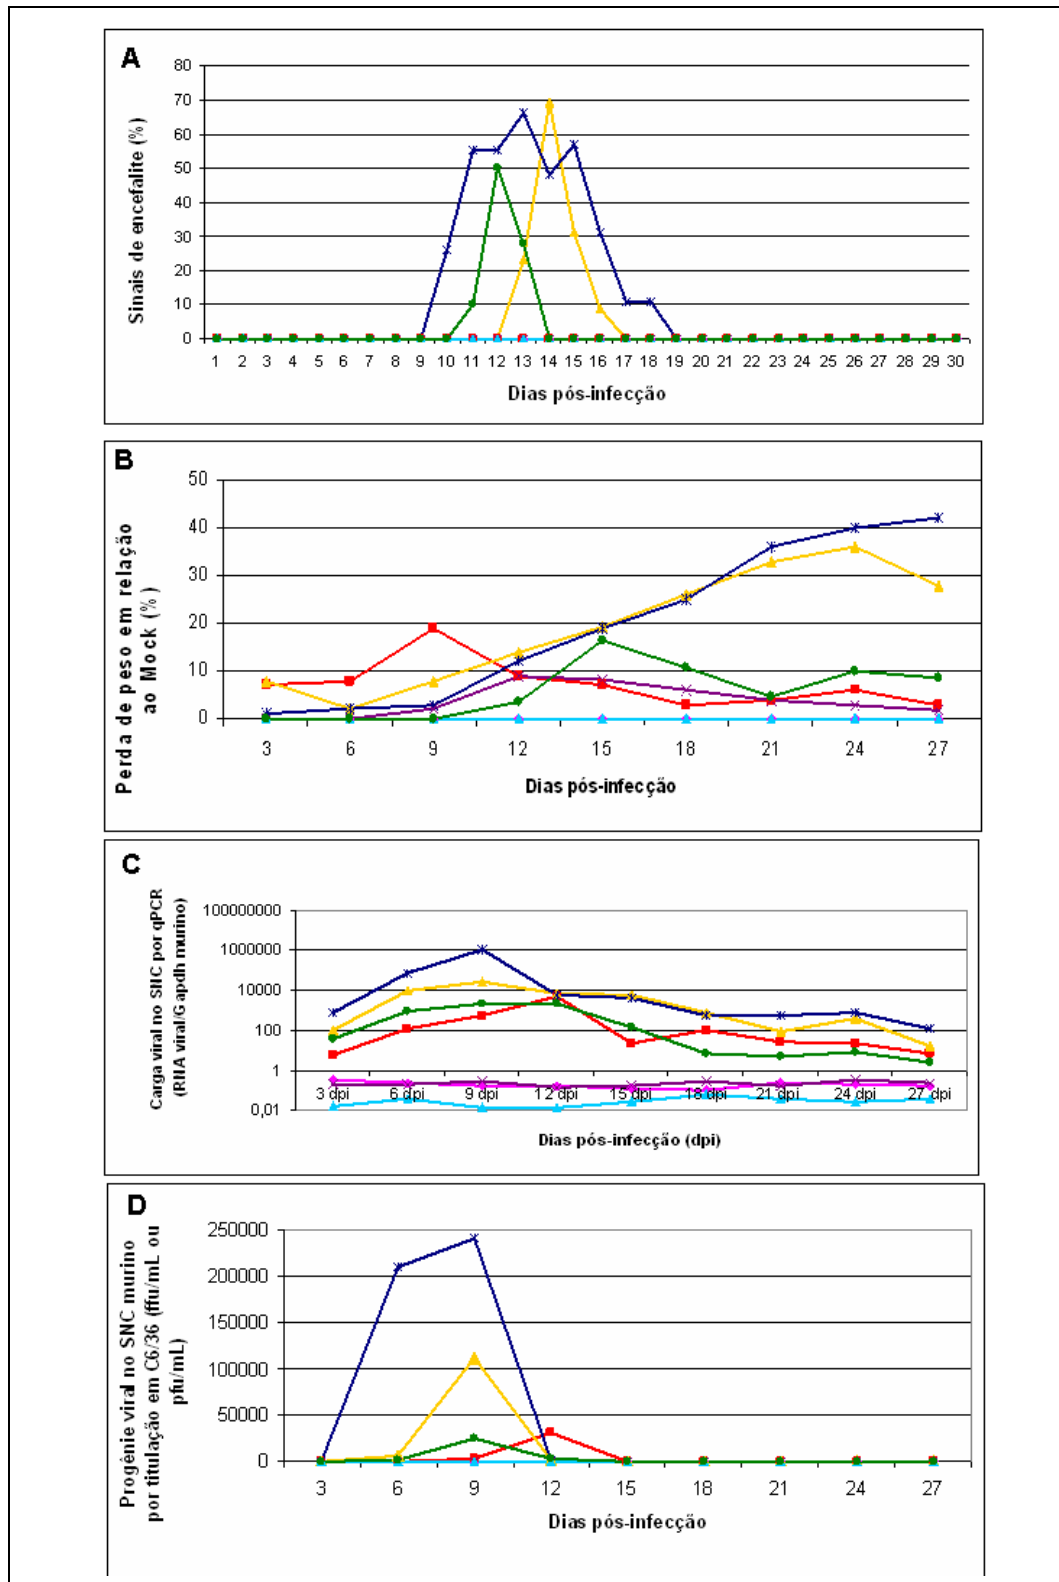 A
Sinais de encefalite (%)
80
70
60
50
40
30
20
10
0
1 2 3 4 5 6 7 8 9 10 11 12 13 14 15 16 17 18 19 20 21 22 23 24 25 26 27 28 29 30
Dias pós-infecção
B
Perda de peso em relação
ao Mock (%)
50
40
30
20
10
0
3 6 9 12 15 18 21 24 27
Dias pós-infecção
C
Carga viral no SNC por qPCR
(RNA viral/Gapdh murino)
100000000
1000000
10000
100
1
0,01
3 dpi 6 dpi 9 dpi 12 dpi 15 dpi 18 dpi 21 dpi 24 dpi 27 dpi
Dias pós-infecção (dpi)
D
Progênie viral no SNC murino
por titulação em C6/36 (ffu/mL ou
pfu/mL)
250000
200000
150000
100000
50000
0
3 6 9 12 15 18 21 24 27
Dias pós-infecção